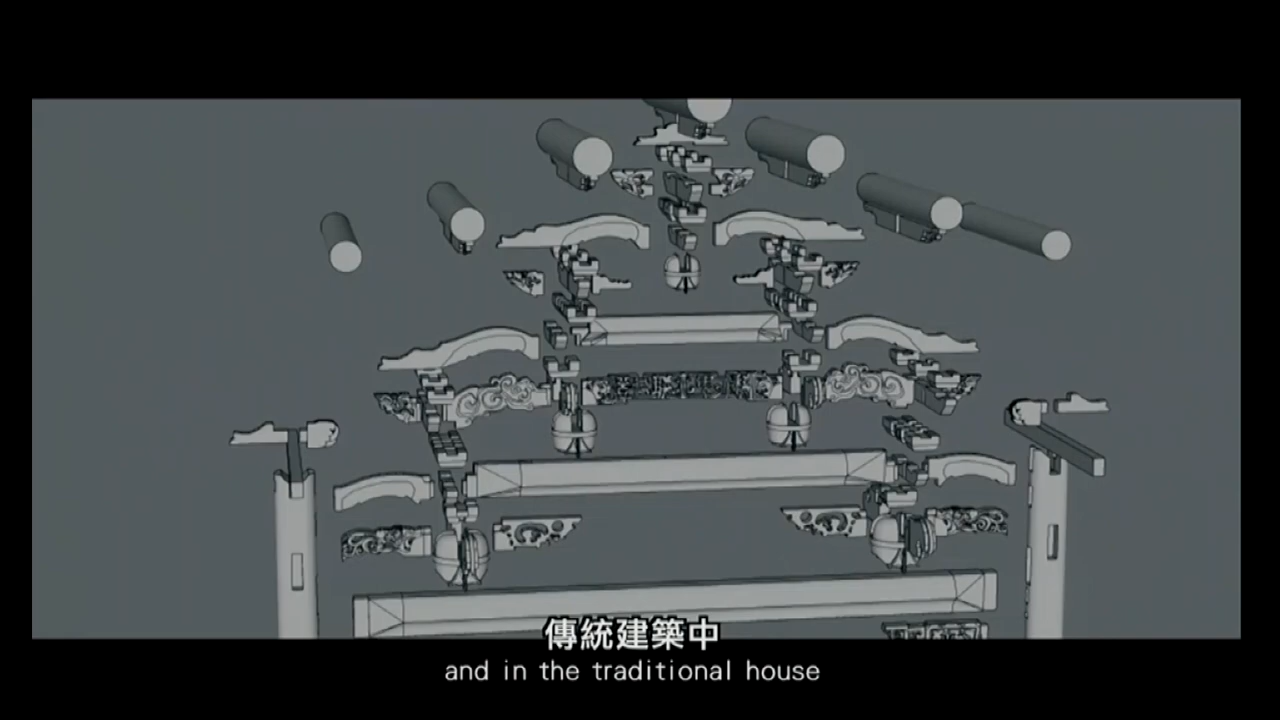 傳統建築中
and in the traditional house